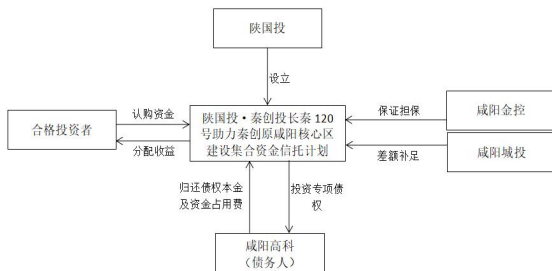 陕国投
设立
认购资金
合格投资者
分配收益
陕国投·秦创投长秦 120
号助力秦创原咸阳核心区
建设集合资金信托计划
保证担保
咸阳金控
差额补足
咸阳城投
归还债权本金
及资金占用费
投资专项债
权
咸阳高科
（债务人）